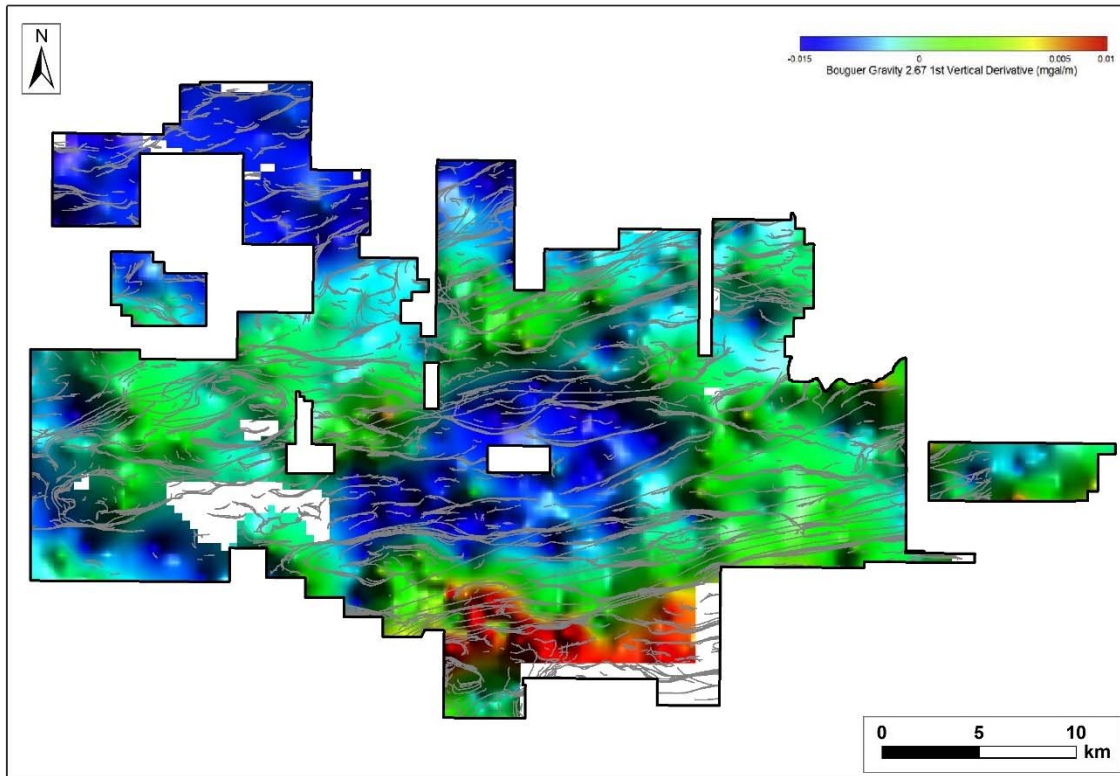 N
-0.015 0 0.005 0.01
Bouguer Gravity 2.67 1st Vertical Derivative (mgal/m)
0 5 10
km